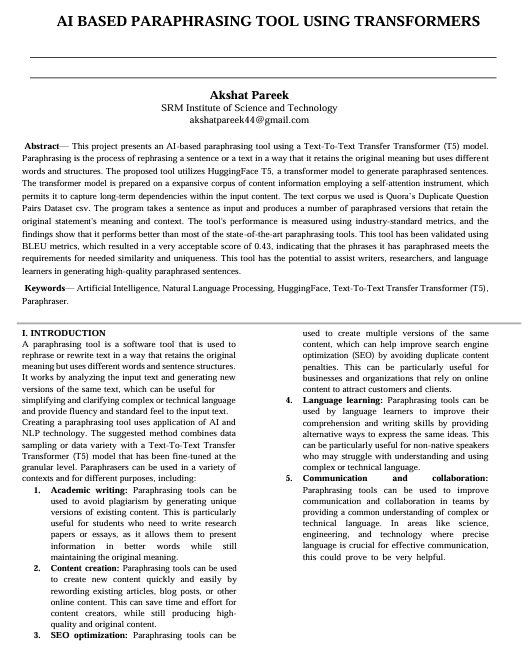 AI BASED PARAPHRASING TOOL USING TRANSFORMERS
Akshat Pareek
SRM Institute of Science and Technology
akshatpareek44@gmail.com
Abstract— This project presents an AI-based paraphrasing tool using a Text-To-Text Transfer Transformer (T5) model.
Paraphrasing is the process of rephrasing a sentence or a text in a way that it retains the original meaning but uses different
words and structures. The proposed tool utilizes HuggingFace T5, a transformer model to generate paraphrased sentences.
The transformer model is prepared on a expansive corpus of content information employing a self-attention instrument, which
permits it to capture long-term dependencies within the input content. The text corpus we used is Quora's Duplicate Question
Pairs Dataset csv. The program takes a sentence as input and produces a number of paraphrased versions that retain the
original statement's meaning and context. The tool's performance is measured using industry-standard metrics, and the
findings show that it performs better than most of the state-of-the-art paraphrasing tools. This tool has been validated using
BLEU metrics, which resulted in a very acceptable score of 0.43, indicating that the phrases it has paraphrased meets the
requirements for needed similarity and uniqueness. This tool has the potential to assist writers, researchers, and language
learners in generating high-quality paraphrased sentences.
Keywords— Artificial Intelligence, Natural Language Processing, HuggingFace, Text-To-Text Transfer Transformer (T5),
Paraphraser.
I. INTRODUCTION
A paraphrasing tool is a software tool that is used to
rephrase or rewrite text in a way that retains the original
meaning but uses different words and sentence structures.
It works by analyzing the input text and generating new
versions of the same text, which can be useful for
simplifying and clarifying complex or technical language
and provide fluency and standard feel to the input text.
Creating a paraphrasing tool uses application of AI and
NLP technology. The suggested method combines data
sampling or data variety with a Text-To-Text Transfer
Transformer (T5) model that has been fine-tuned at the
granular level. Paraphrasers can be used in a variety of
contexts and for different purposes, including:
1. Academic writing: Paraphrasing tools can be
used to avoid plagiarism by generating unique
versions of existing content. This is particularly
useful for students who need to write research
papers or essays, as it allows them to present
information in better words while still
maintaining the original meaning.
2. Content creation: Paraphrasing tools can be used
to create new content quickly and easily by
rewording existing articles, blog posts, or other
online content. This can save time and effort for
content creators, while still producing high-
quality and original content.
3. SEO optimization: Paraphrasing tools can be
used to create multiple versions of the same
content, which can help improve search engine
optimization (SEO) by avoiding duplicate content
penalties. This can be particularly useful for
businesses and organizations that rely on online
content to attract customers and clients.
4. Language learning: Paraphrasing tools can be
used by language learners to improve their
comprehension and writing skills by providing
alternative ways to express the same ideas. This
can be particularly useful for non-native speakers
who may struggle with understanding and using
complex or technical language.
5. Communication and collaboration:
Paraphrasing tools can be used to improve
communication and collaboration in teams by
providing a common understanding of complex or
technical language. In areas like science,
engineering, and technology where precise
language is crucial for effective communication,
this could prove to be very helpful.